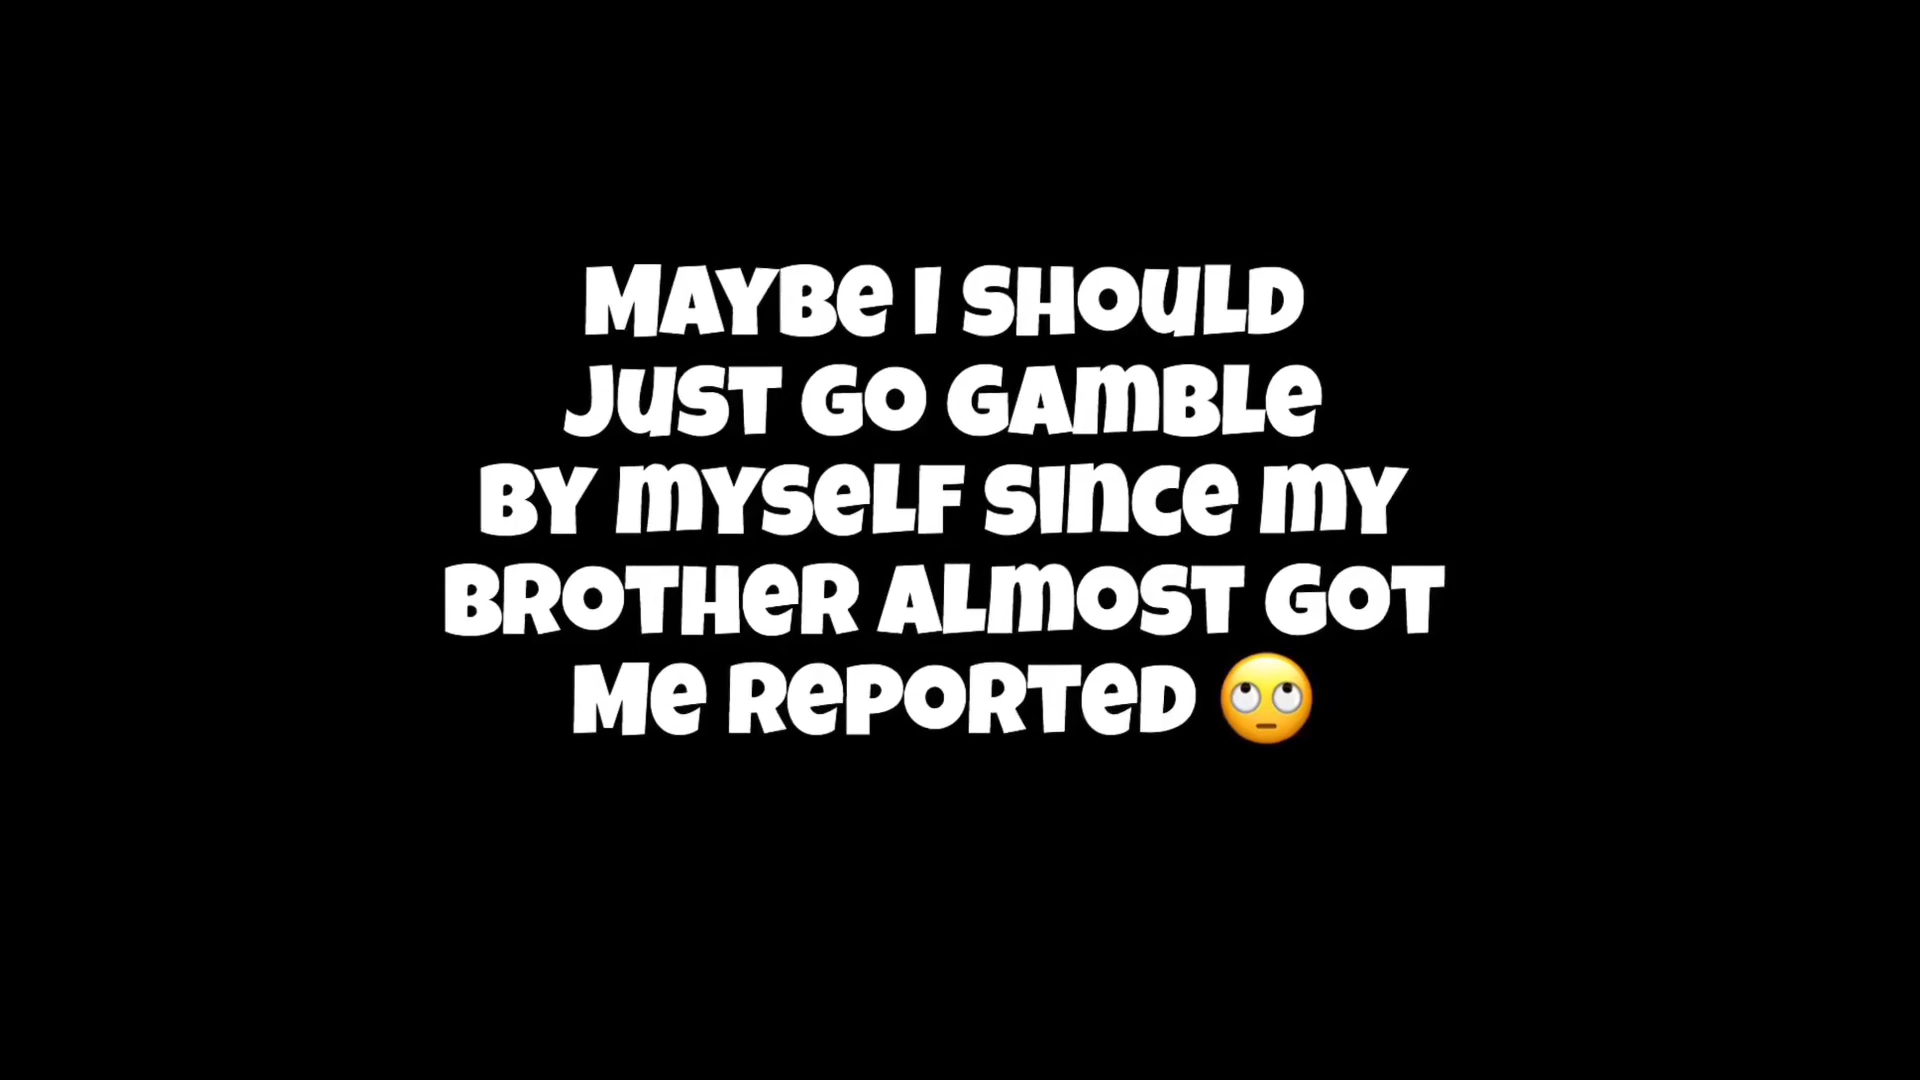 Maybe I should
just go gamble
by myself since my
brother almost got
me reported 🙄